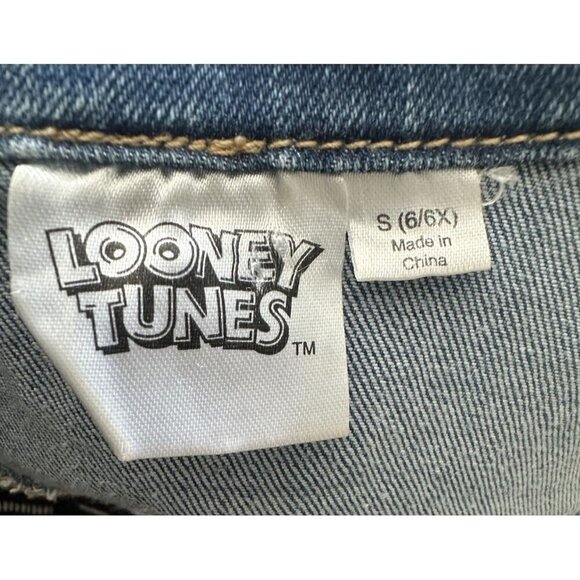 LOONEY
TUNES
TM
S (6/6X)
Made in
China